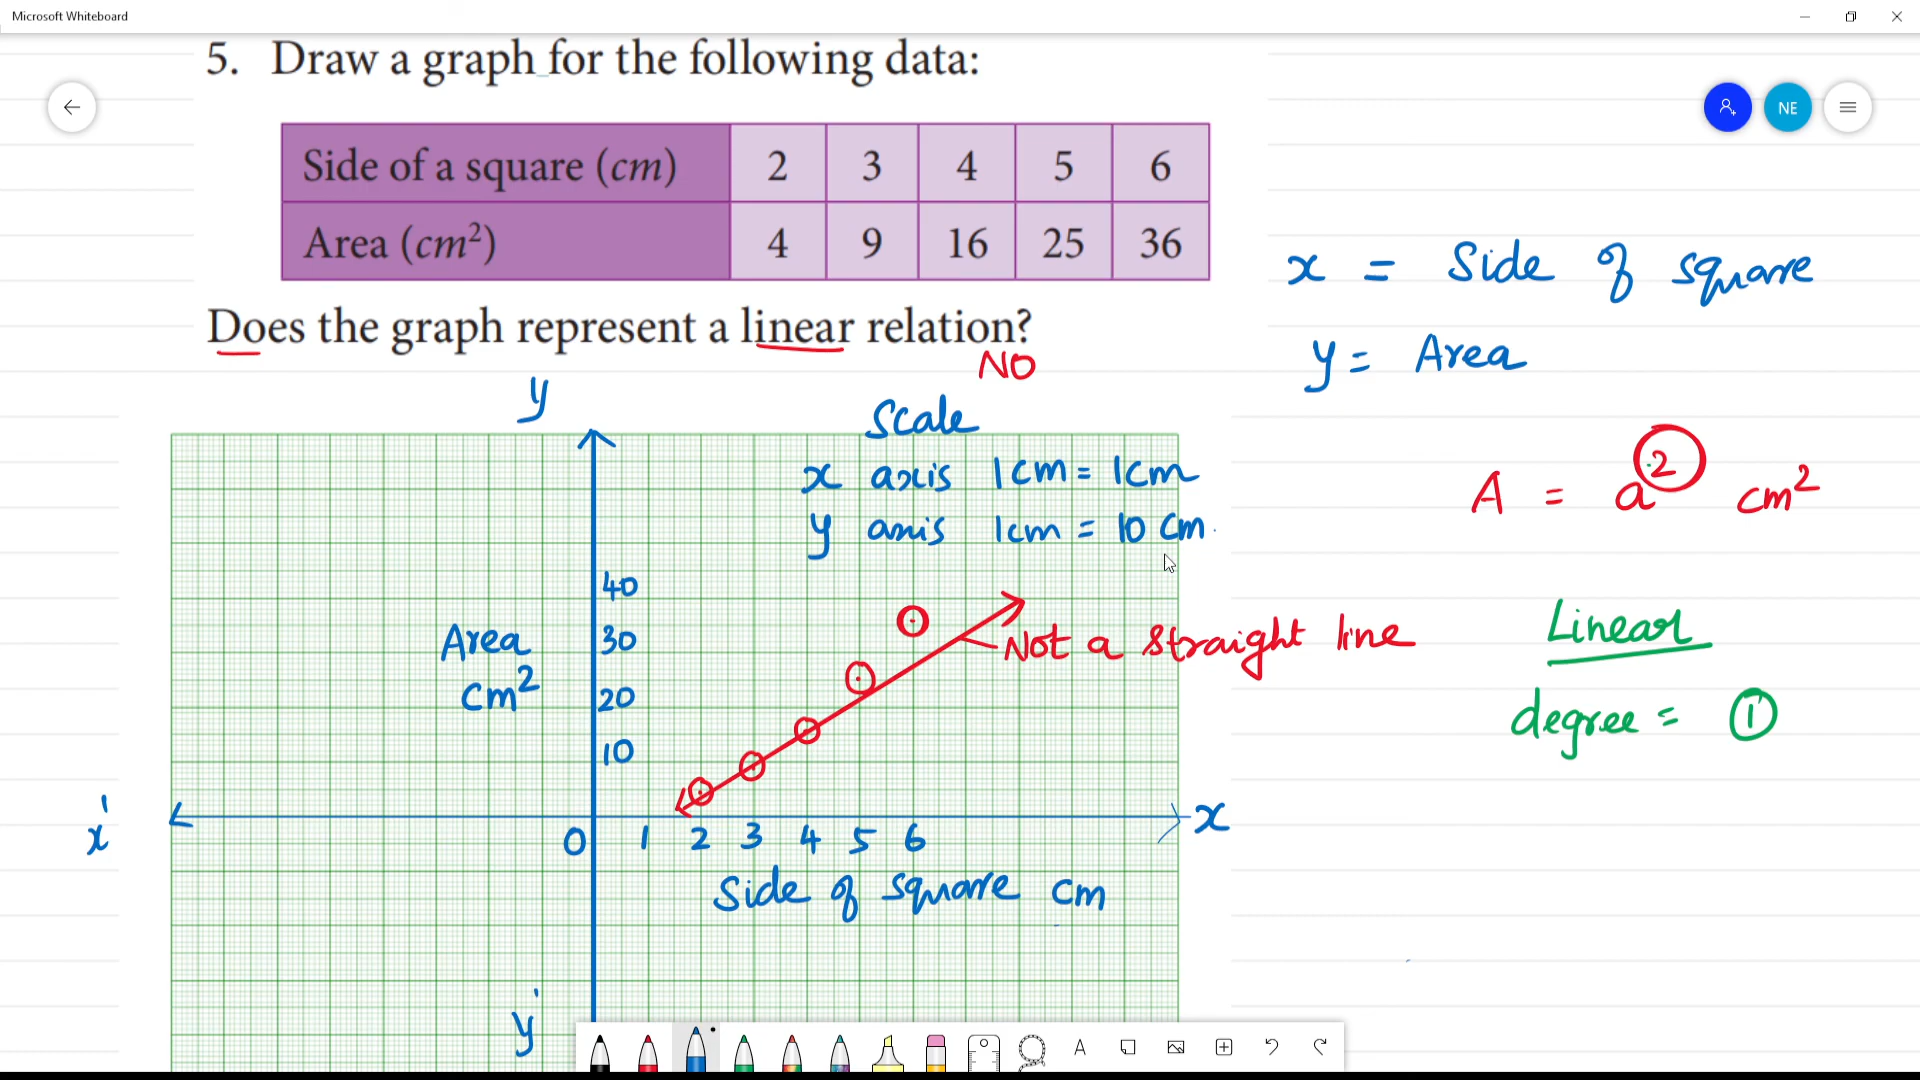 Microsoft Whiteboard
5. Draw a graph for the following data:
Side of a square (cm) 2 3 4 5 6
Area (cm²) 4 9 16 25 36
Does the graph represent a linear relation?
NO
NE
x = Side of square
y = Area
A = a² cm²
Linear
degree = 1
y
Scale
x axis 1cm = 1cm
y axis 1cm = 10 cm.
40
30
20
10
Area
cm²
Not a straight line
x'
x
0 1 2 3 4 5 6
Side of square cm
y'
A